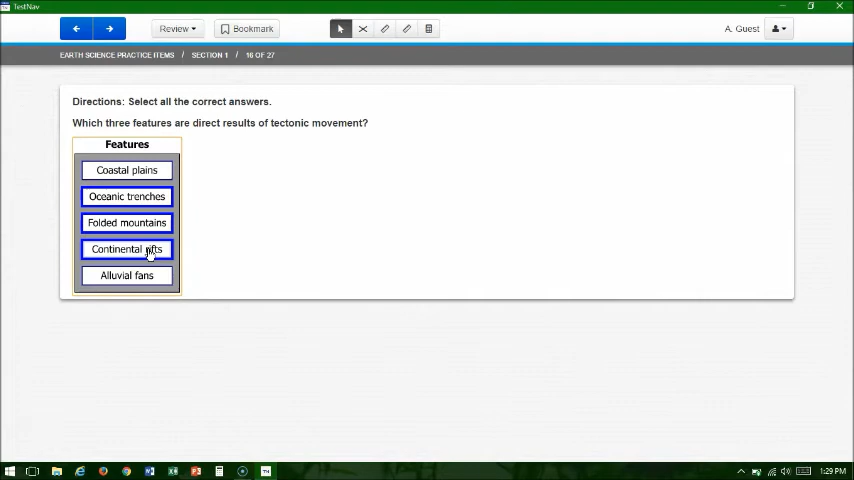 TestNav
Review
Bookmark
A. Guest
EARTH SCIENCE PRACTICE ITEMS / SECTION 1 / 16 OF 27
Directions: Select all the correct answers.
Which three features are direct results of tectonic movement?
Features
Coastal plains
Oceanic trenches
Folded mountains
Continental rifts
Alluvial fans
1:29 PM